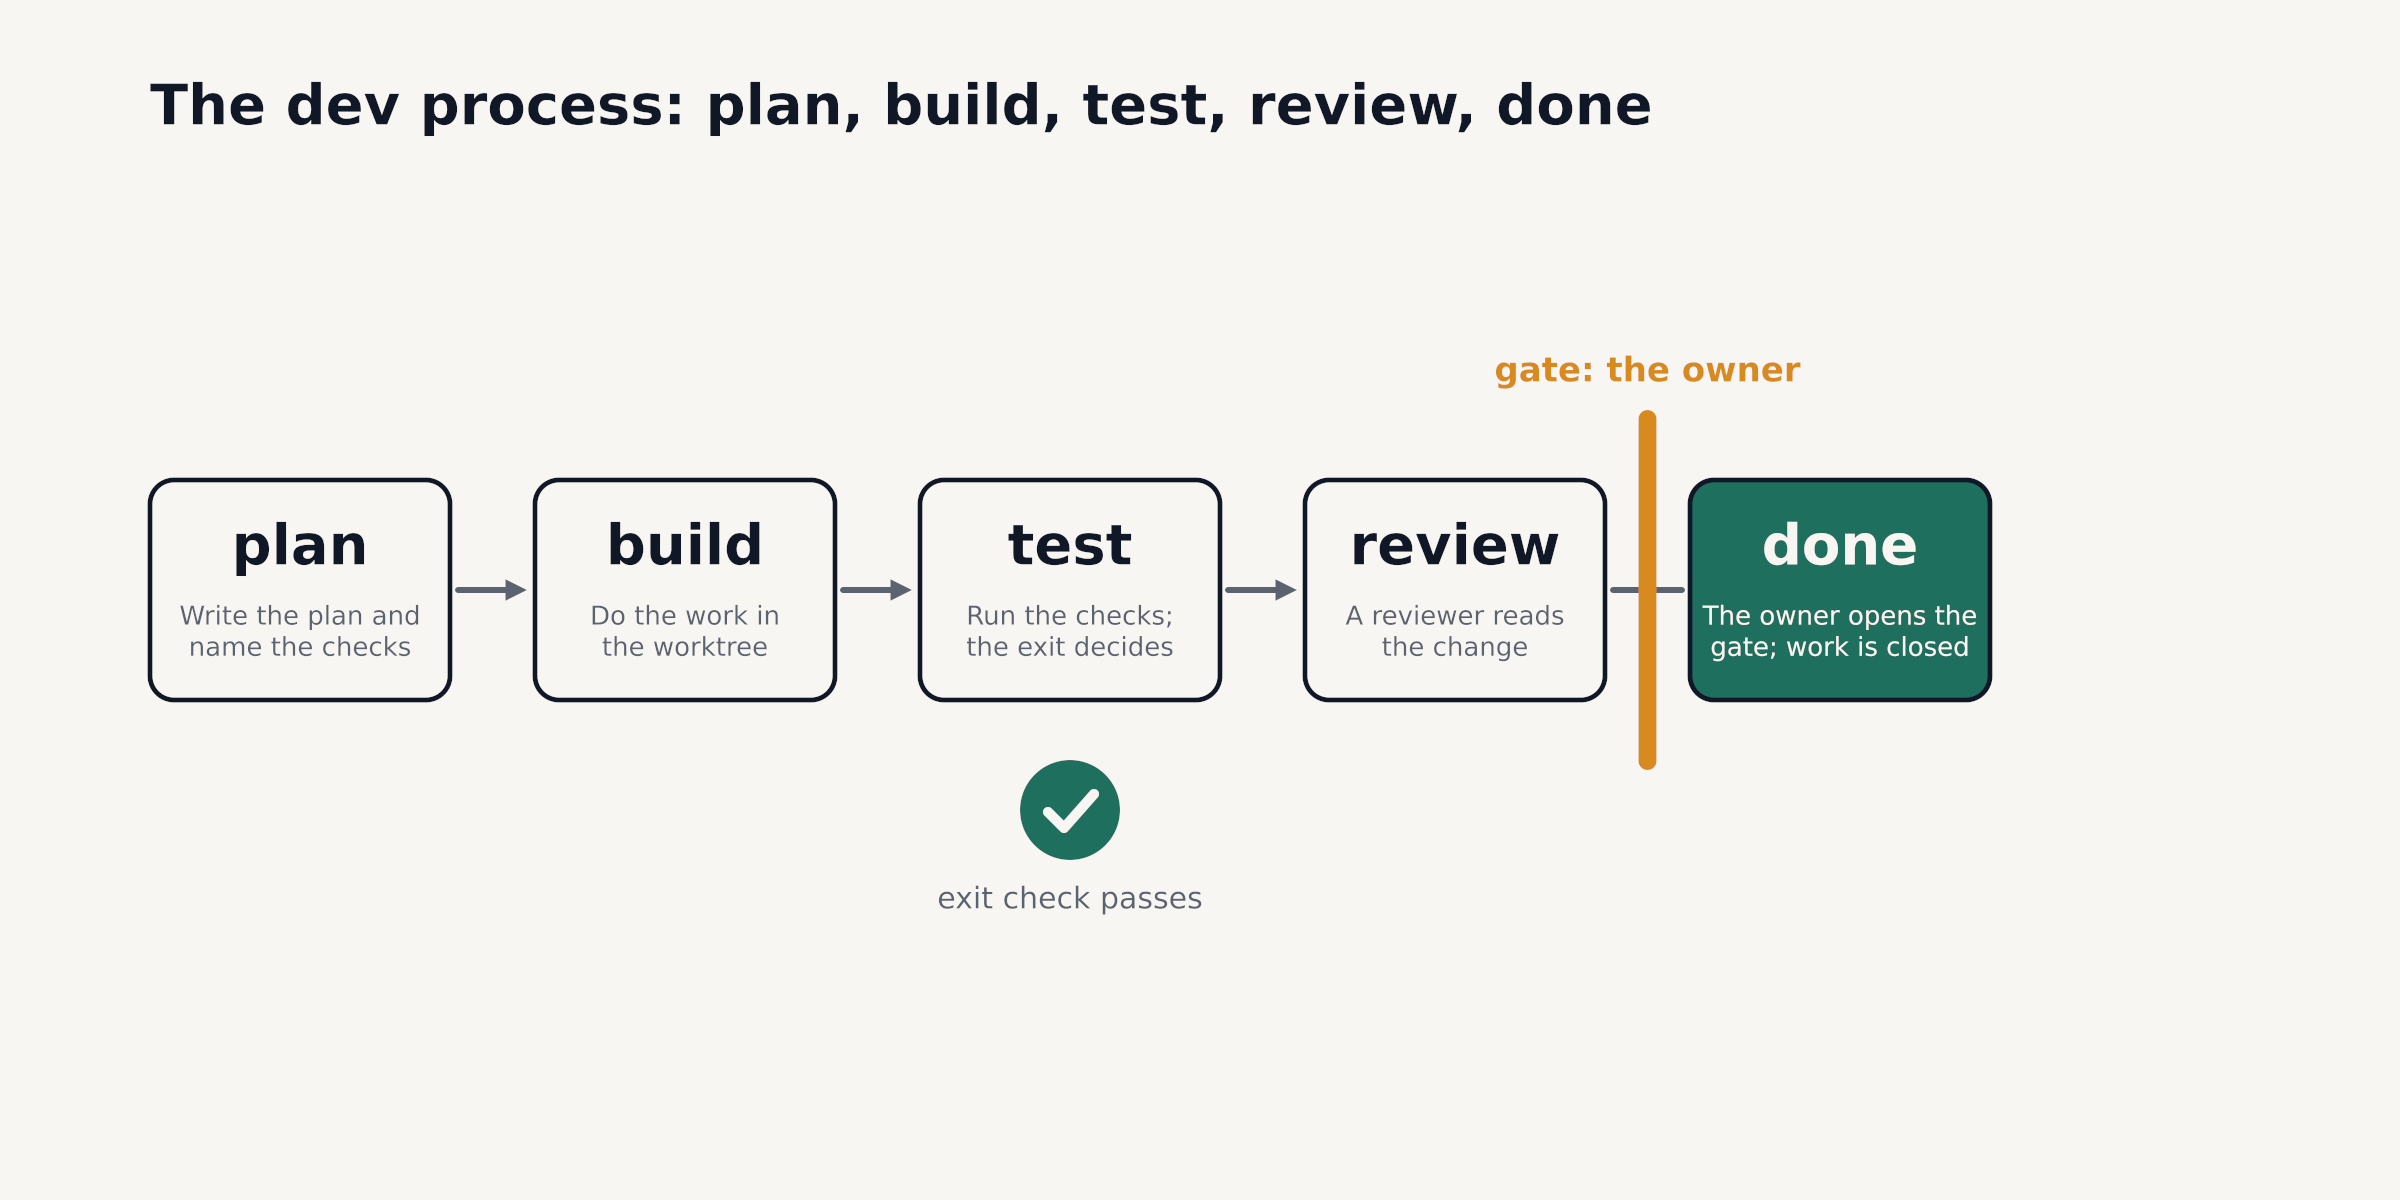 The dev process: plan, build, test, review, done
gate: the owner
plan
Write the plan and
name the checks
build
Do the work in
the worktree
test
Run the checks;
the exit decides
review
A reviewer reads
the change
done
The owner opens the
gate; work is closed
exit check passes